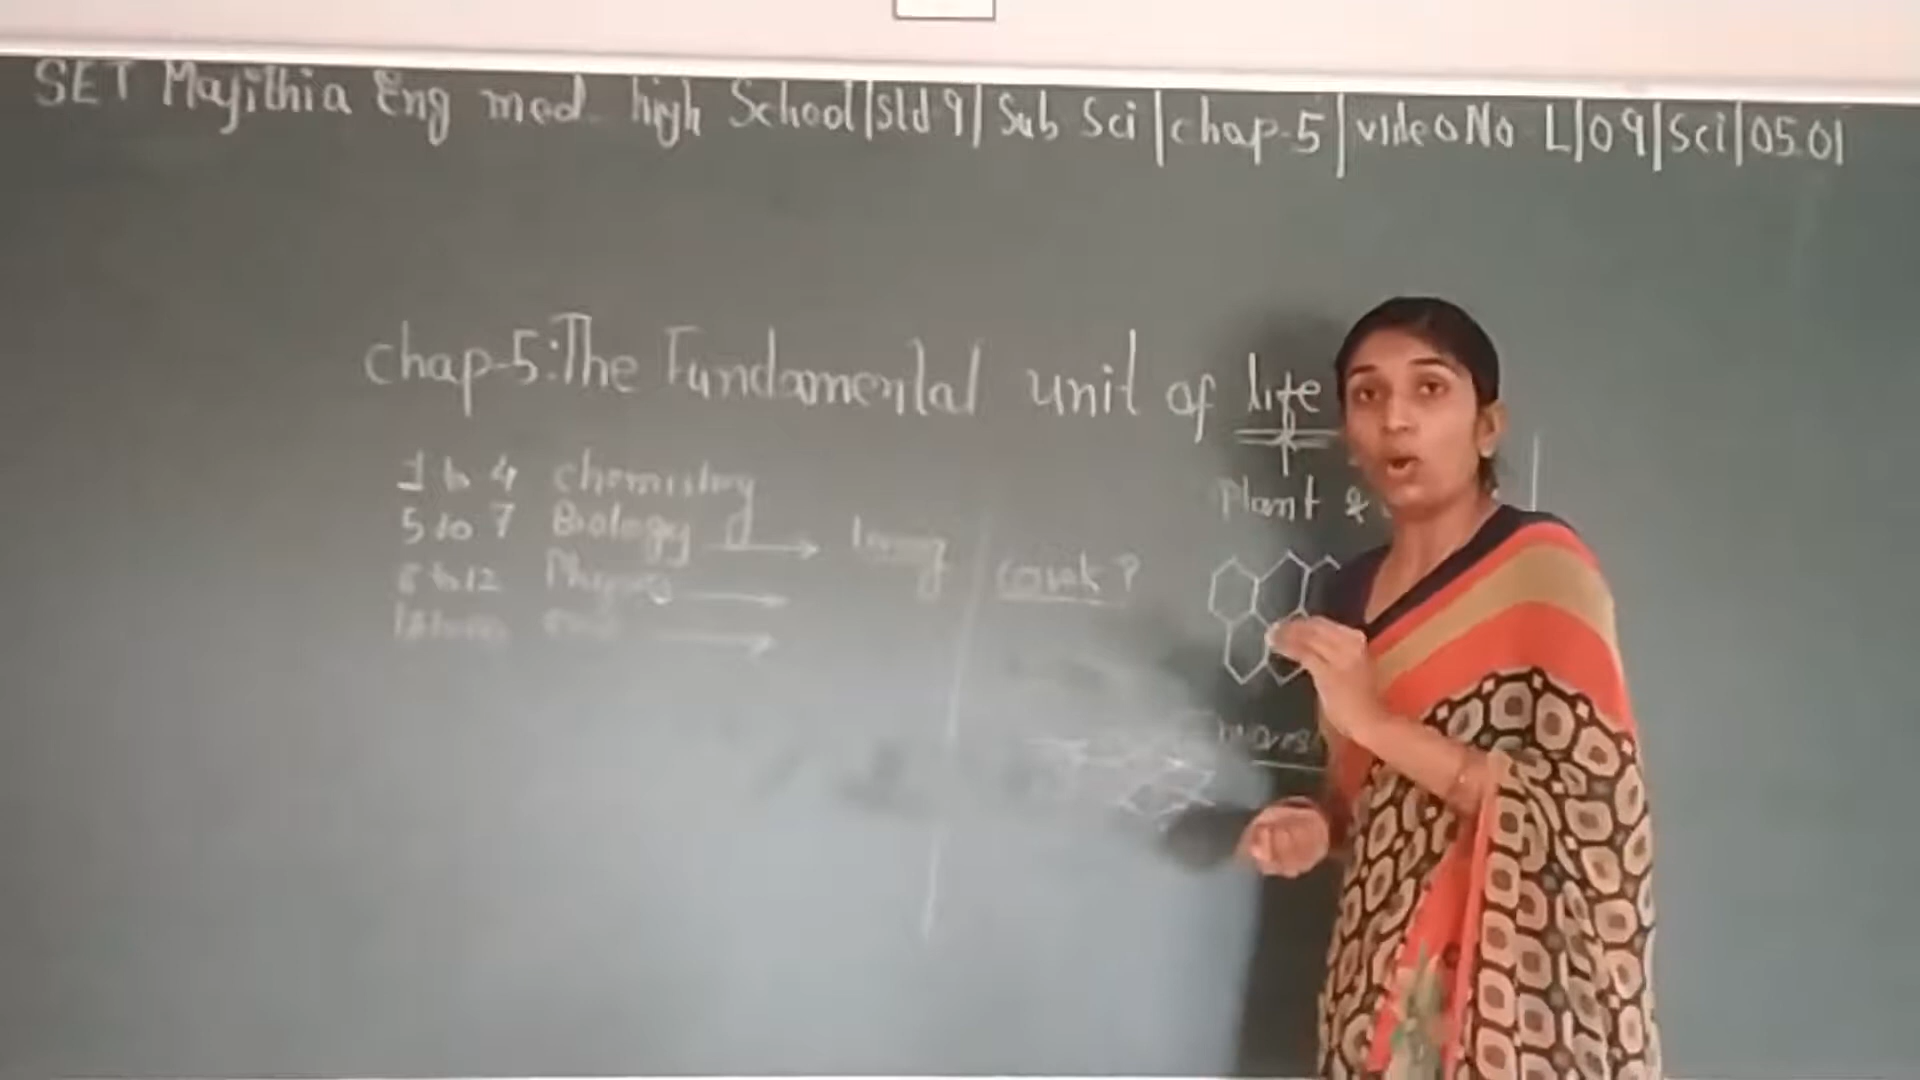 SET Majithia Eng med. high School|Std 9| Sub Sci |chap-5| video No L|09|Sci|05.01
chap-5:The Fundamental unit of life
1 to 4 chemistry
Plant &
5 to 7 Biology
8 to 12 Physics